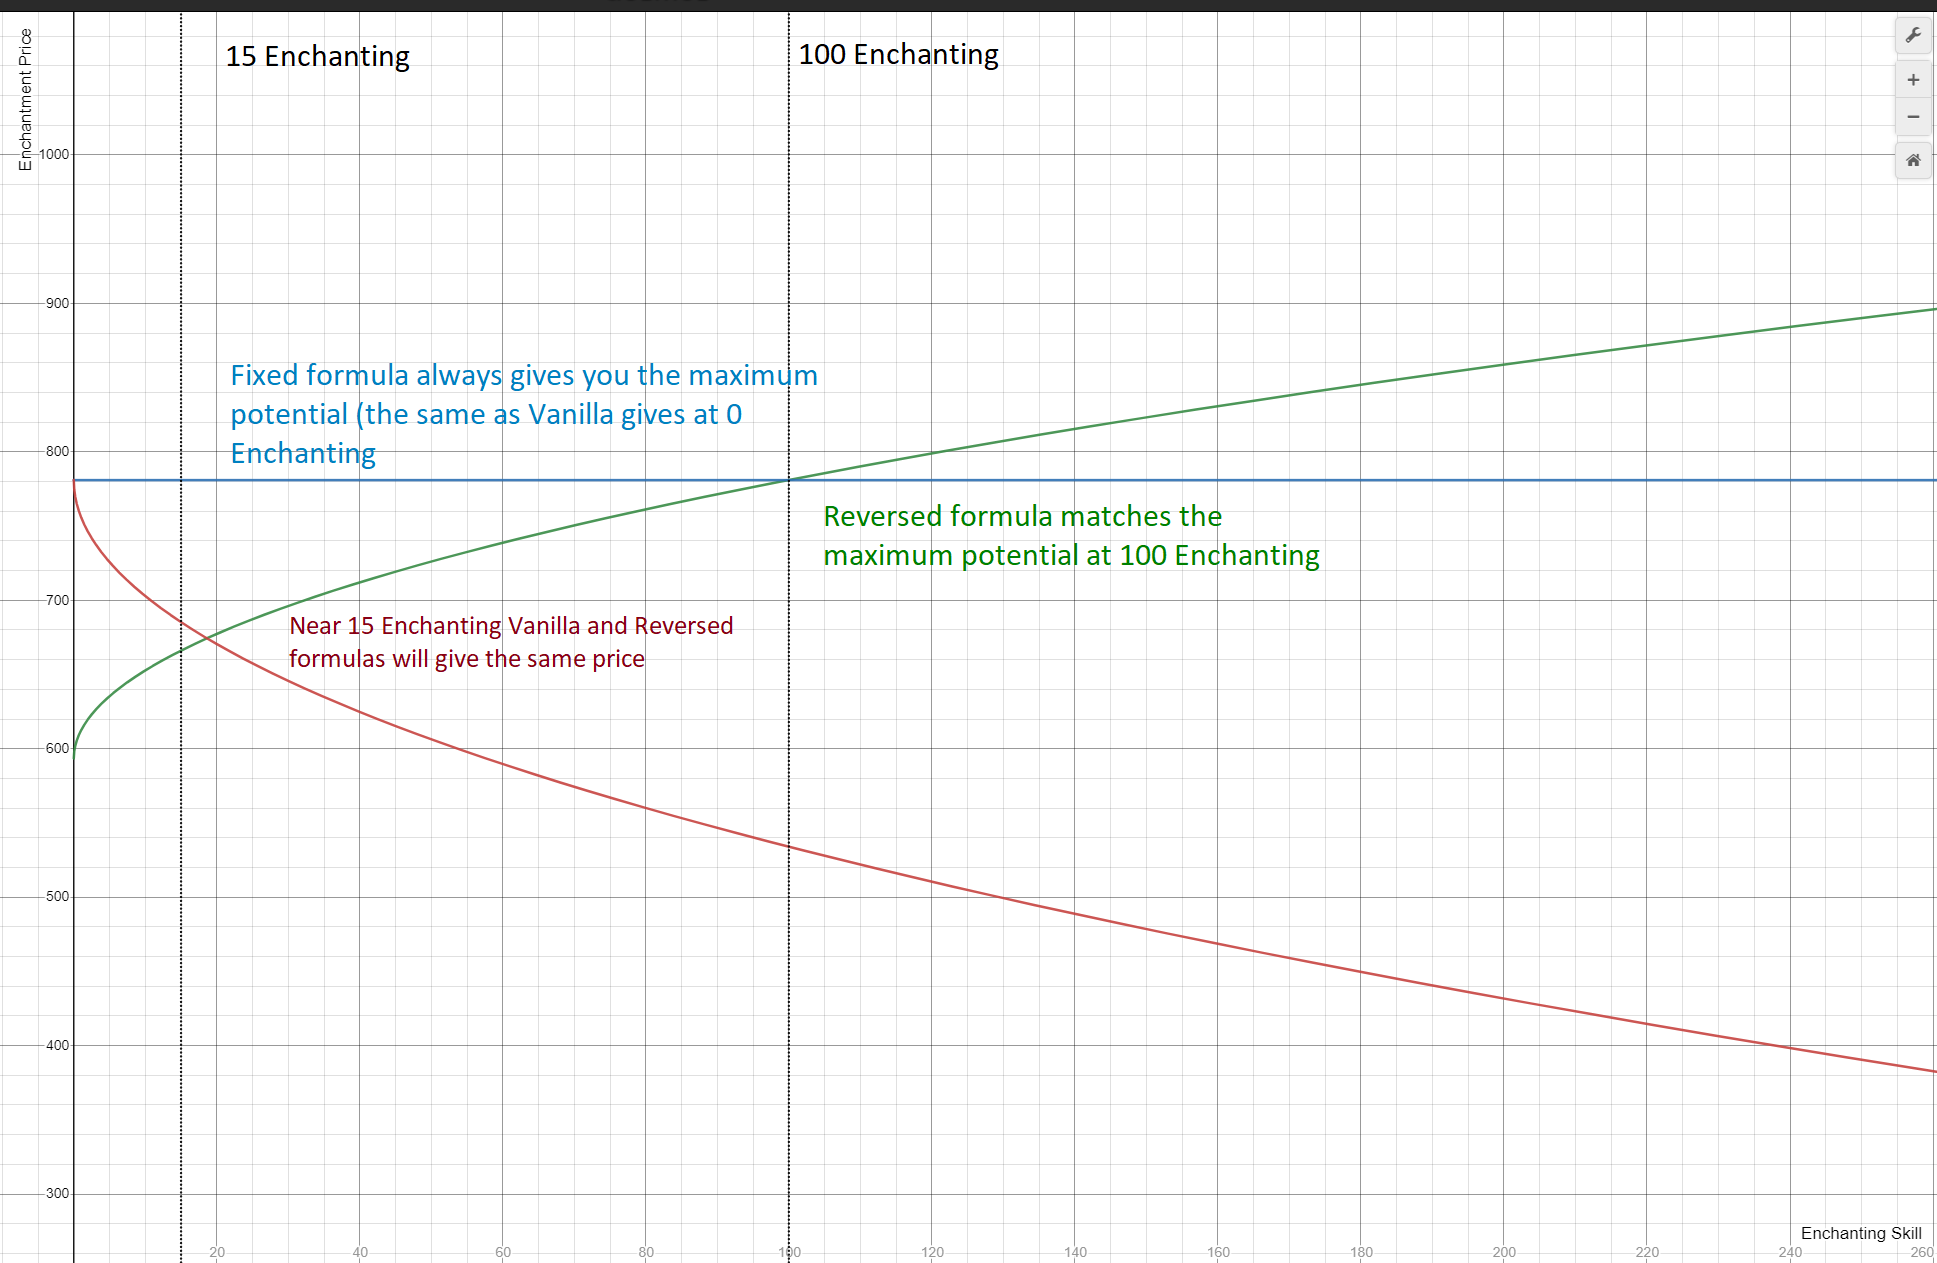 Enchantment Price
15 Enchanting
100 Enchanting
1000
900
Fixed formula always gives you the maximum
potential (the same as Vanilla gives at 0
Enchanting
800
Reversed formula matches the
maximum potential at 100 Enchanting
700
Near 15 Enchanting Vanilla and Reversed
formulas will give the same price
600
500
400
300
Enchanting Skill
20 40 60 80 100 120 140 160 180 200 220 240 260